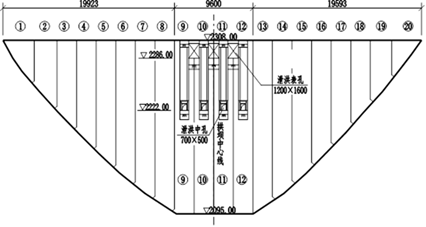 19923 9600 19593
① ② ③ ④ ⑤ ⑥ ⑦ ⑧ ⑨ ⑩ ⑪ ⑫ ⑬ ⑭ ⑮ ⑯ ⑰ ⑱ ⑲ ⑳
▽2308.00
▽2286.00
泄洪表孔
1200×1600
▽2222.00
泄洪中孔
700×500
拱坝中心线
⑨ ⑩ ⑪ ⑫
▽2095.00